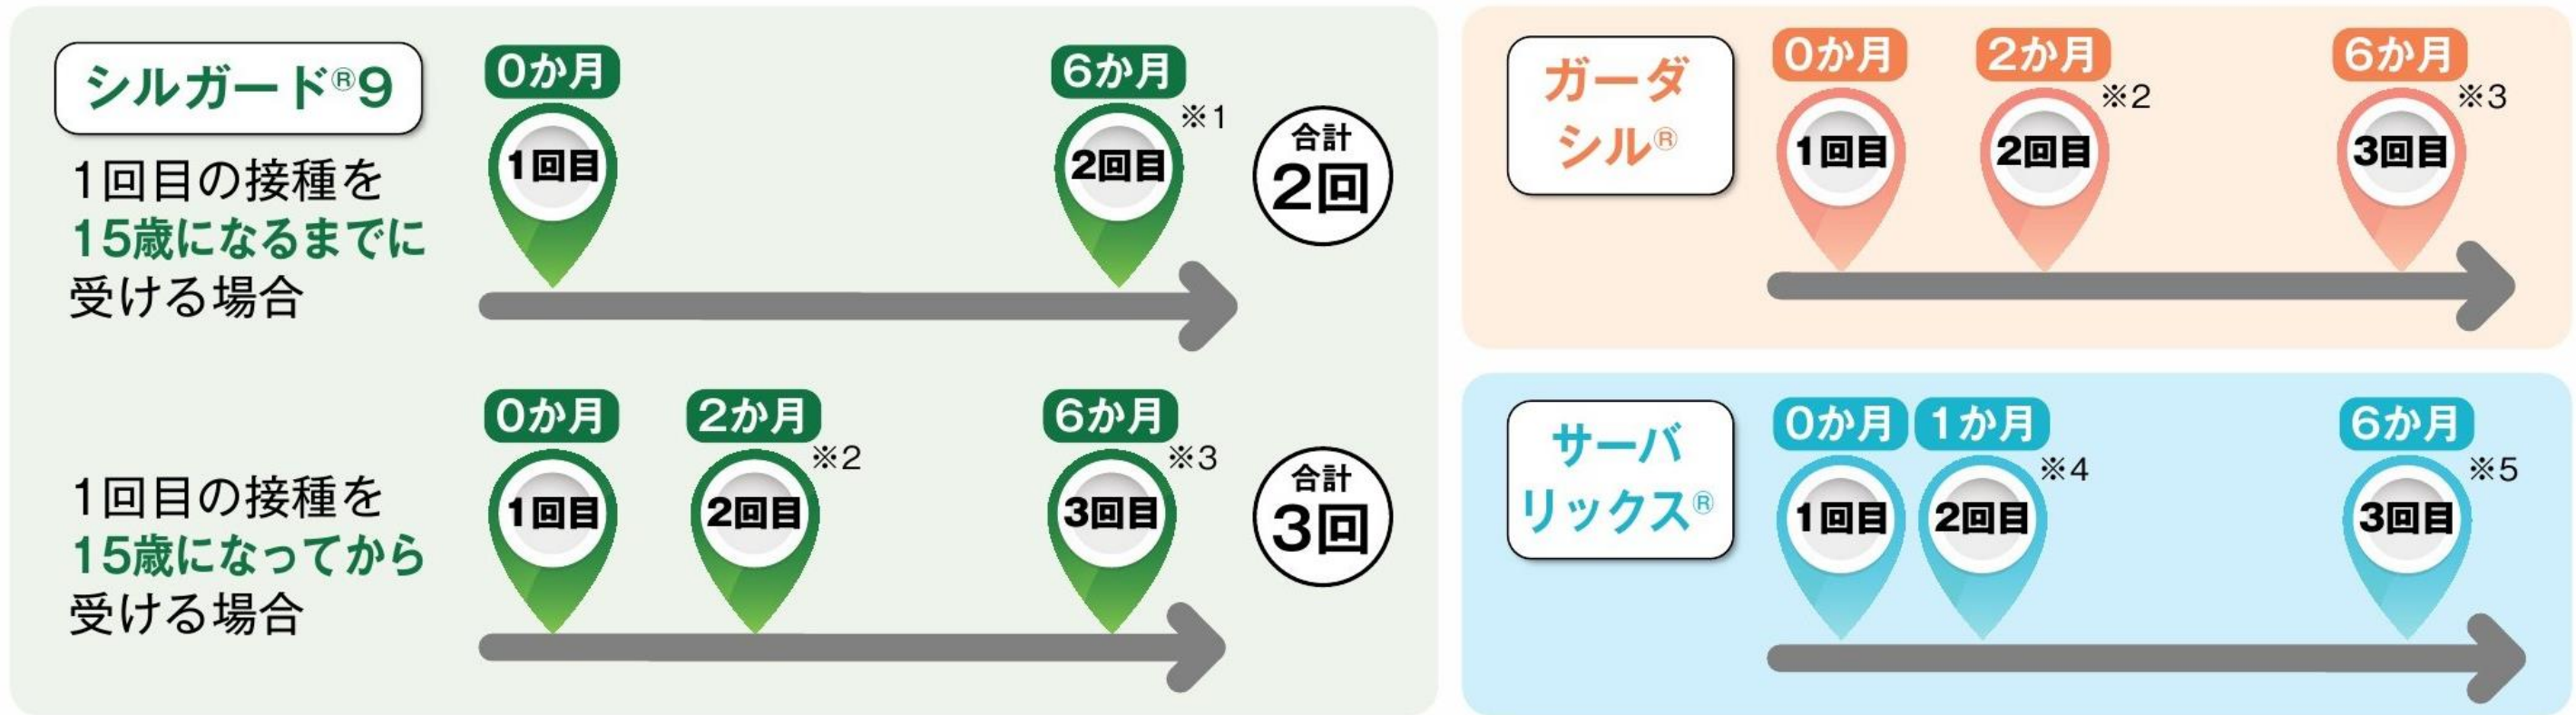 シルガード®9
1回目の接種を
15歳になるまでに
受ける場合
0か月
1回目
6か月
※1
2回目
合計
2回
1回目の接種を
15歳になってから
受ける場合
0か月
1回目
2か月
※2
2回目
6か月
※3
3回目
合計
3回
ガーダ
シル®
0か月
1回目
2か月
※2
2回目
6か月
※3
3回目
サーバ
リックス®
0か月
1回目
1か月
※4
2回目
6か月
※5
3回目